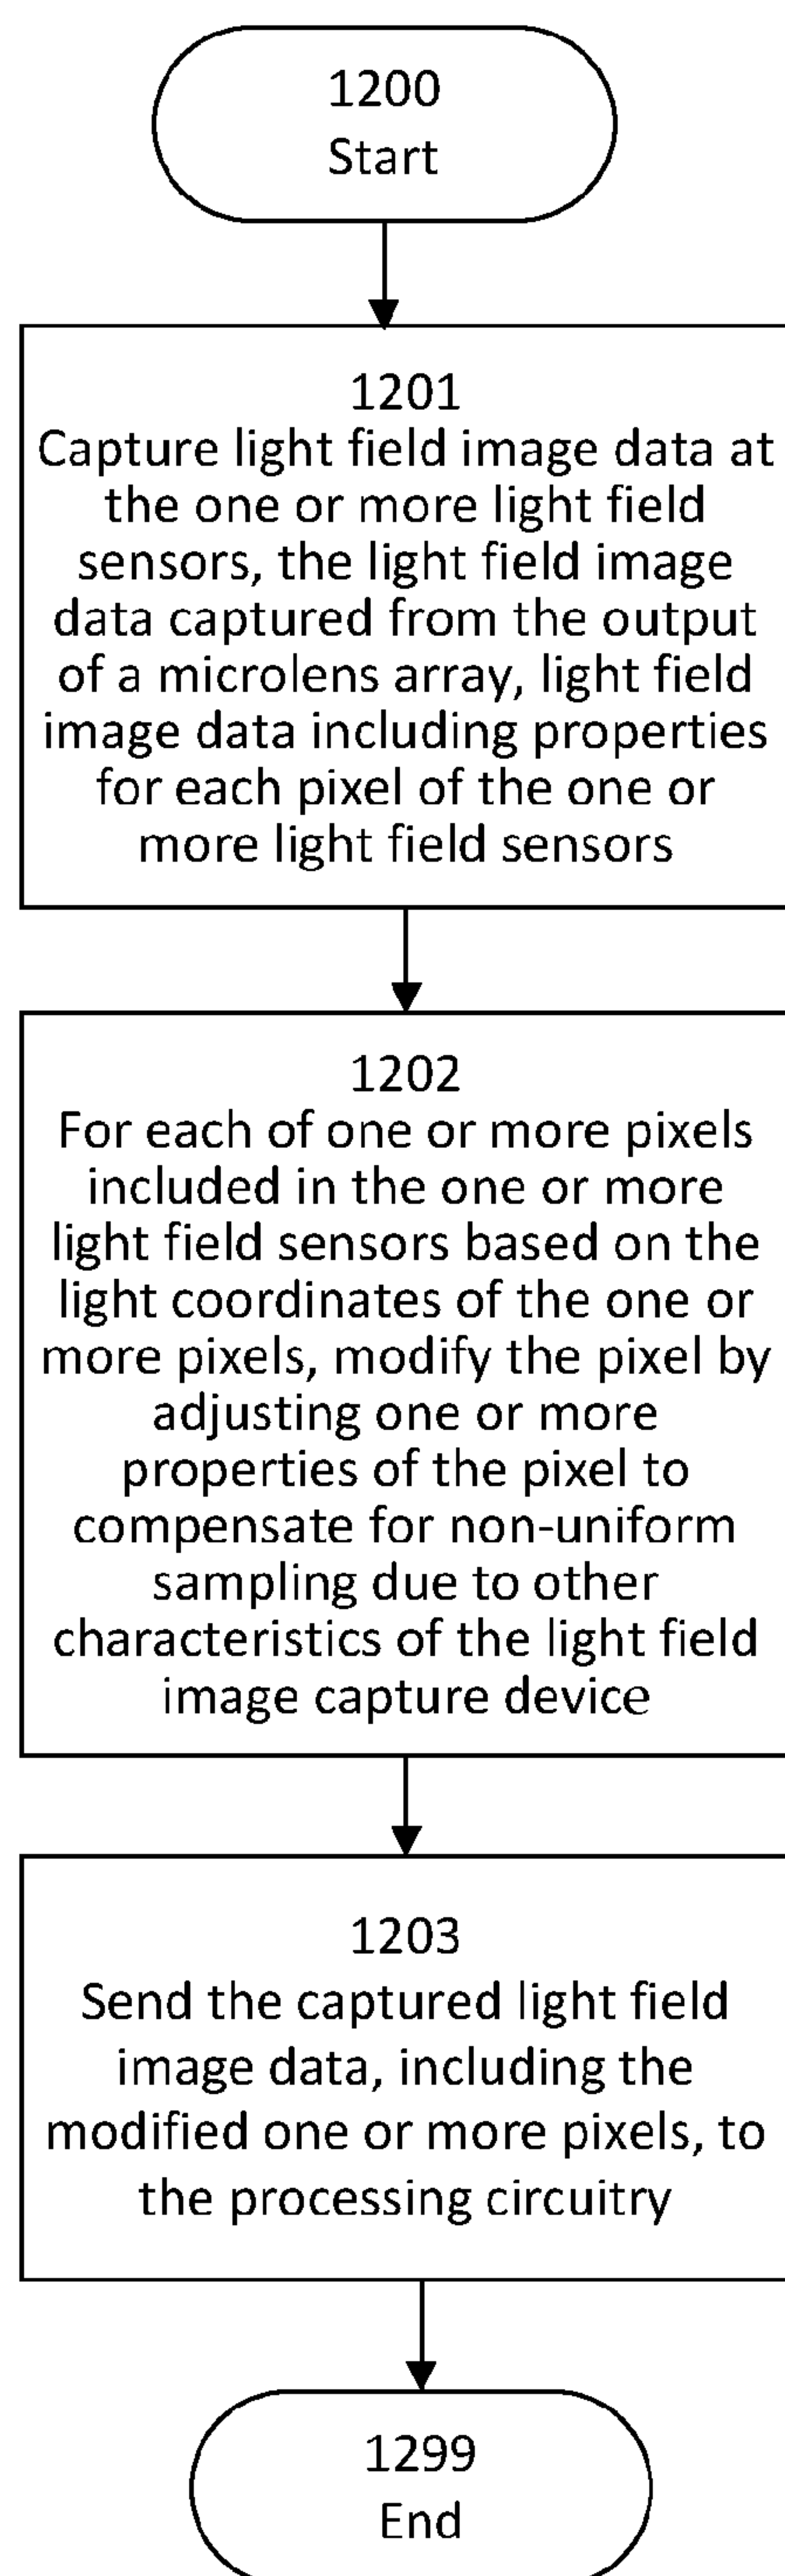 1200
Start
1201
Capture light field image data at
the one or more light field
sensors, the light field image
data captured from the output
of a microlens array, light field
image data including properties
for each pixel of the one or
more light field sensors
1202
For each of one or more pixels
included in the one or more
light field sensors based on the
light coordinates of the one or
more pixels, modify the pixel by
adjusting one or more
properties of the pixel to
compensate for non-uniform
sampling due to other
characteristics of the light field
image capture device
1203
Send the captured light field
image data, including the
modified one or more pixels, to
the processing circuitry
1299
End